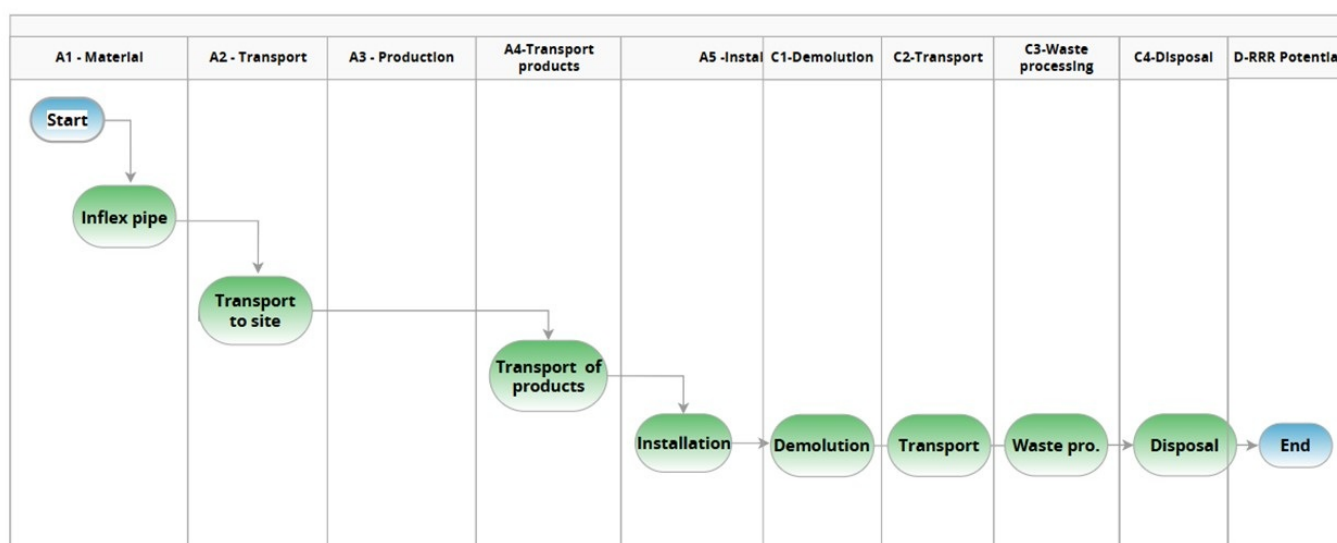 A1 - Material
A2 - Transport
A3 - Production
A4-Transport
products
A5 -Instal
C1-Demolution
C2-Transport
C3-Waste
processing
C4-Disposal
D-RRR Potentia
Start
Inflex pipe
Transport
to site
Transport of
products
Installation
Demolution
Transport
Waste pro.
Disposal
End